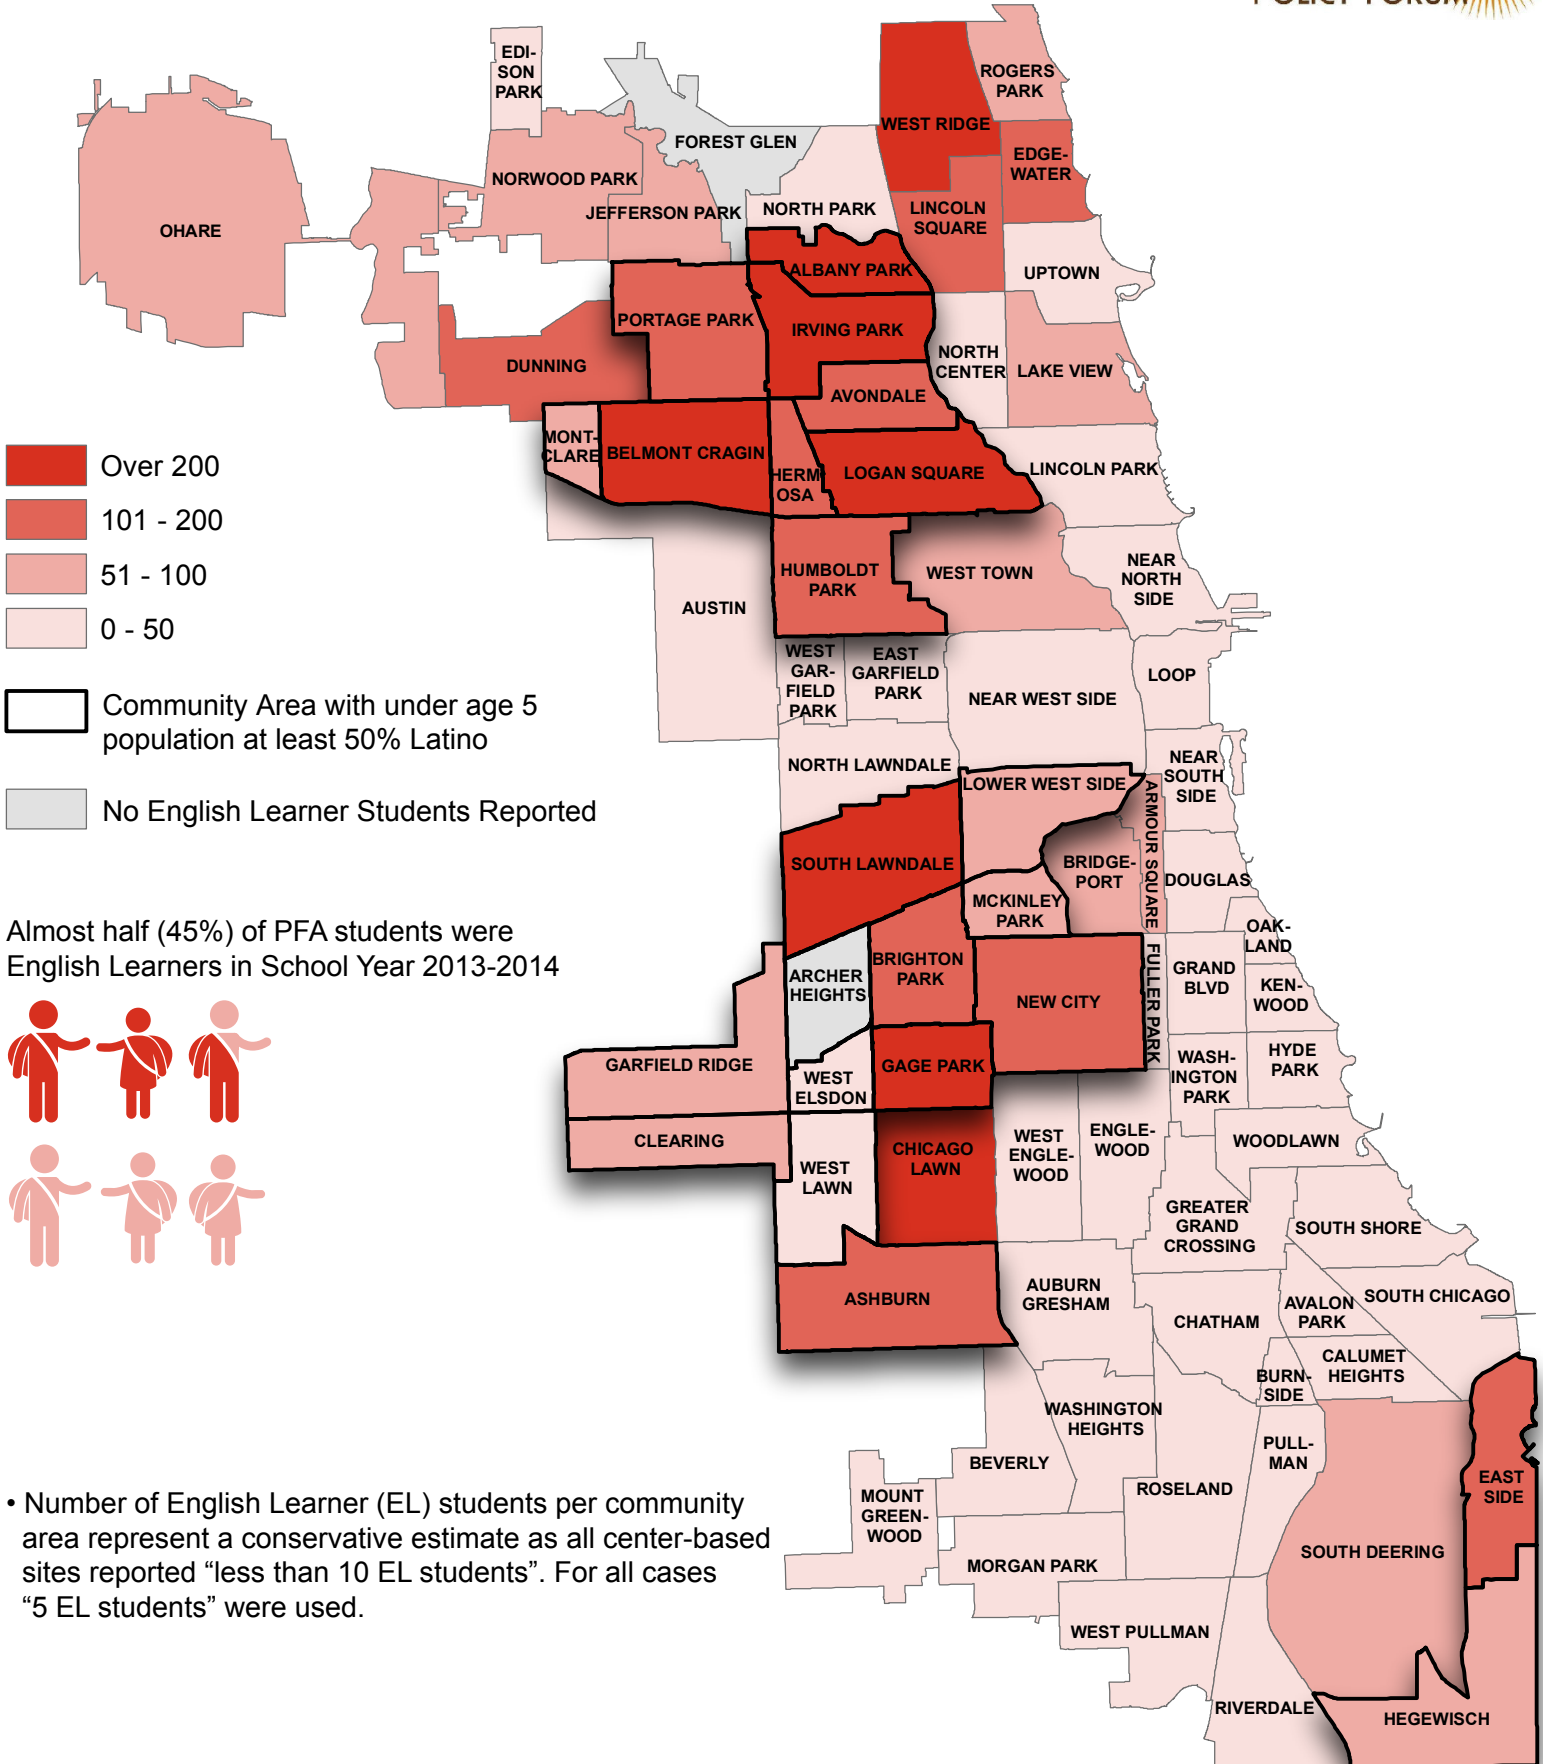 POLICY FORUM
EDI-
SON
PARK
ROGERS
PARK
WEST RIDGE
FOREST GLEN
EDGE-
WATER
NORWOOD PARK
JEFFERSON PARK
NORTH PARK
LINCOLN
SQUARE
OHARE
ALBANY PARK
UPTOWN
PORTAGE PARK
IRVING PARK
NORTH
CENTER
LAKE VIEW
DUNNING
AVONDALE
MONT-
CLARE
BELMONT CRAGIN
HERM
OSA
LOGAN SQUARE
LINCOLN PARK
Over 200
101 - 200
51 - 100
0 - 50
HUMBOLDT
PARK
WEST TOWN
NEAR
NORTH
SIDE
AUSTIN
WEST
GAR-
FIELD
PARK
EAST
GARFIELD
PARK
NEAR WEST SIDE
LOOP
Community Area with under age 5
population at least 50% Latino
NORTH LAWNDALE
NEAR
SOUTH
SIDE
LOWER WEST SIDE
ARMOUR SQUARE
No English Learner Students Reported
SOUTH LAWNDALE
BRIDGE-
PORT
DOUGLAS
MCKINLEY
PARK
OAK-
LAND
Almost half (45%) of PFA students were
English Learners in School Year 2013-2014
ARCHER
HEIGHTS
BRIGHTON
PARK
NEW CITY
FULLER PARK
GRAND
BLVD
KEN-
WOOD
GARFIELD RIDGE
WEST
ELSDON
GAGE PARK
WASH-
INGTON
PARK
HYDE
PARK
CLEARING
WEST
LAWN
CHICAGO
LAWN
WEST
ENGLE-
WOOD
ENGLE-
WOOD
WOODLAWN
GREATER
GRAND
CROSSING
SOUTH SHORE
ASHBURN
AUBURN
GRESHAM
CHATHAM
AVALON
PARK
SOUTH CHICAGO
BURN-
SIDE
CALUMET
HEIGHTS
WASHINGTON
HEIGHTS
BEVERLY
PULL-
MAN
EAST
SIDE
MOUNT
GREEN-
WOOD
ROSELAND
MORGAN PARK
SOUTH DEERING
• Number of English Learner (EL) students per community
area represent a conservative estimate as all center-based
sites reported “less than 10 EL students”. For all cases
“5 EL students” were used.
WEST PULLMAN
RIVERDALE
HEGEWISCH